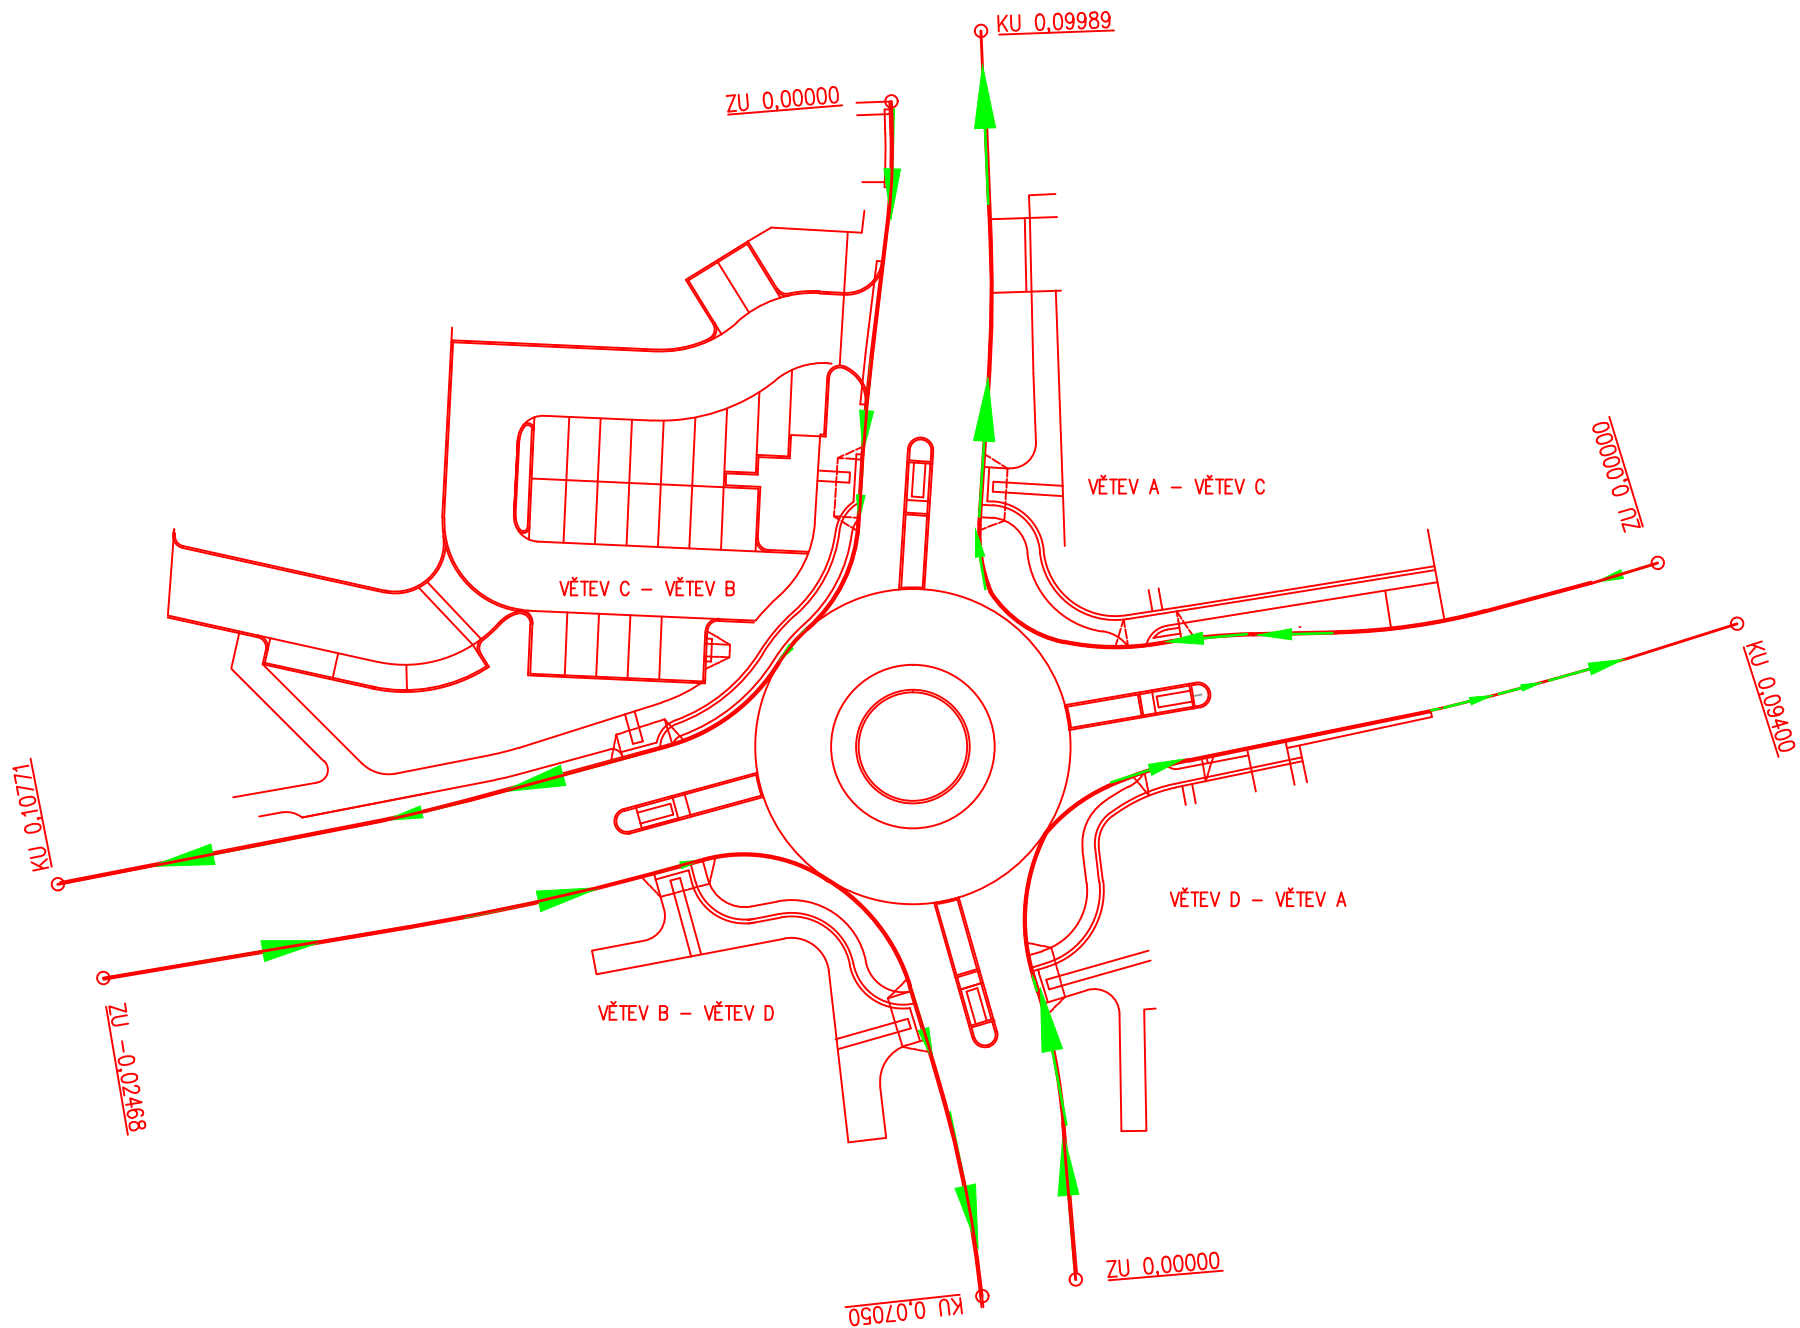 KU 0,09989
ZU 0,00000
ZU 0,00000
VĚTEV A – VĚTEV C
VĚTEV C – VĚTEV B
KU 0,09400
KU 0,10771
VĚTEV D – VĚTEV A
VĚTEV B – VĚTEV D
ZU –0,02468
ZU 0,00000
KU 0,07050